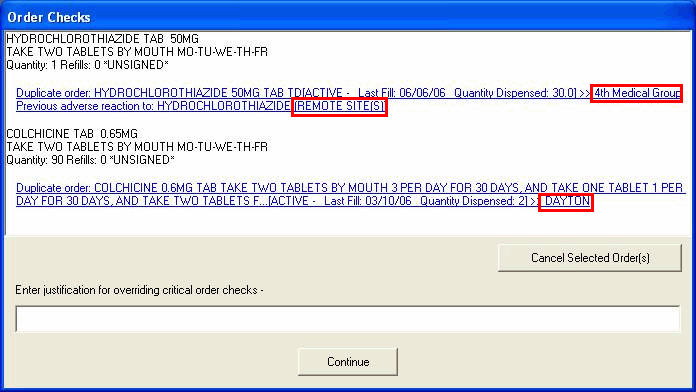 Order Checks
HYDROCHLOROTHIAZIDE TAB  50MG
TAKE TWO TABLETS BY MOUTH MO-TU-WE-TH-FR
Quantity: 1 Refills: 0 *UNSIGNED*
Duplicate order: HYDROCHLOROTHIAZIDE 50MG TAB TD[ACTIVE -   Last Fill: 06/06/06   Quantity Dispensed: 30.0] >> 4th Medical Group
Previous adverse reaction to: HYDROCHLOROTHIAZIDE (REMOTE SITE(S))
COLCHICINE TAB  0.65MG
TAKE TWO TABLETS BY MOUTH MO-TU-WE-TH-FR
Quantity: 90 Refills: 0 *UNSIGNED*
Duplicate order: COLCHICINE 0.6MG TAB TAKE TWO TABLETS BY MOUTH 3 PER DAY FOR 30 DAYS, AND TAKE ONE TABLET 1 PER
DAY FOR 30 DAYS, AND TAKE TWO TABLETS F...[ACTIVE -   Last Fill: 03/10/06   Quantity Dispensed: 2] >> DAYTON
Cancel Selected Order(s)
Enter justification for overriding critical order checks -
Continue